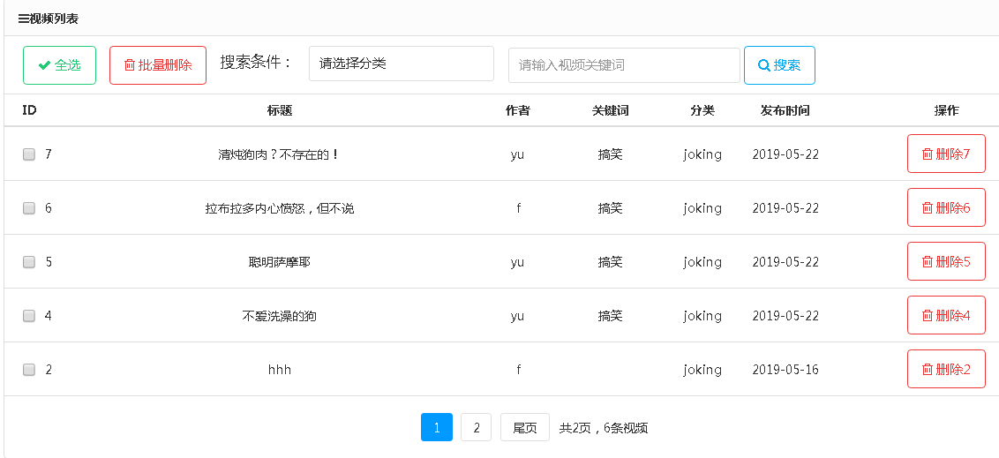 视频列表
全选 批量删除 搜索条件： 请选择分类 请输入视频关键词 搜索
ID 标题 作者 关键词 分类 发布时间 操作
7 清炖狗肉？不存在的！ yu 搞笑 joking 2019-05-22 删除7
6 拉布拉多内心愤怒，但不说 f 搞笑 joking 2019-05-22 删除6
5 聪明萨摩耶 yu 搞笑 joking 2019-05-22 删除5
4 不爱洗澡的狗 yu 搞笑 joking 2019-05-22 删除4
2 hhh f joking 2019-05-16 删除2
1 2 尾页 共2页，6条视频